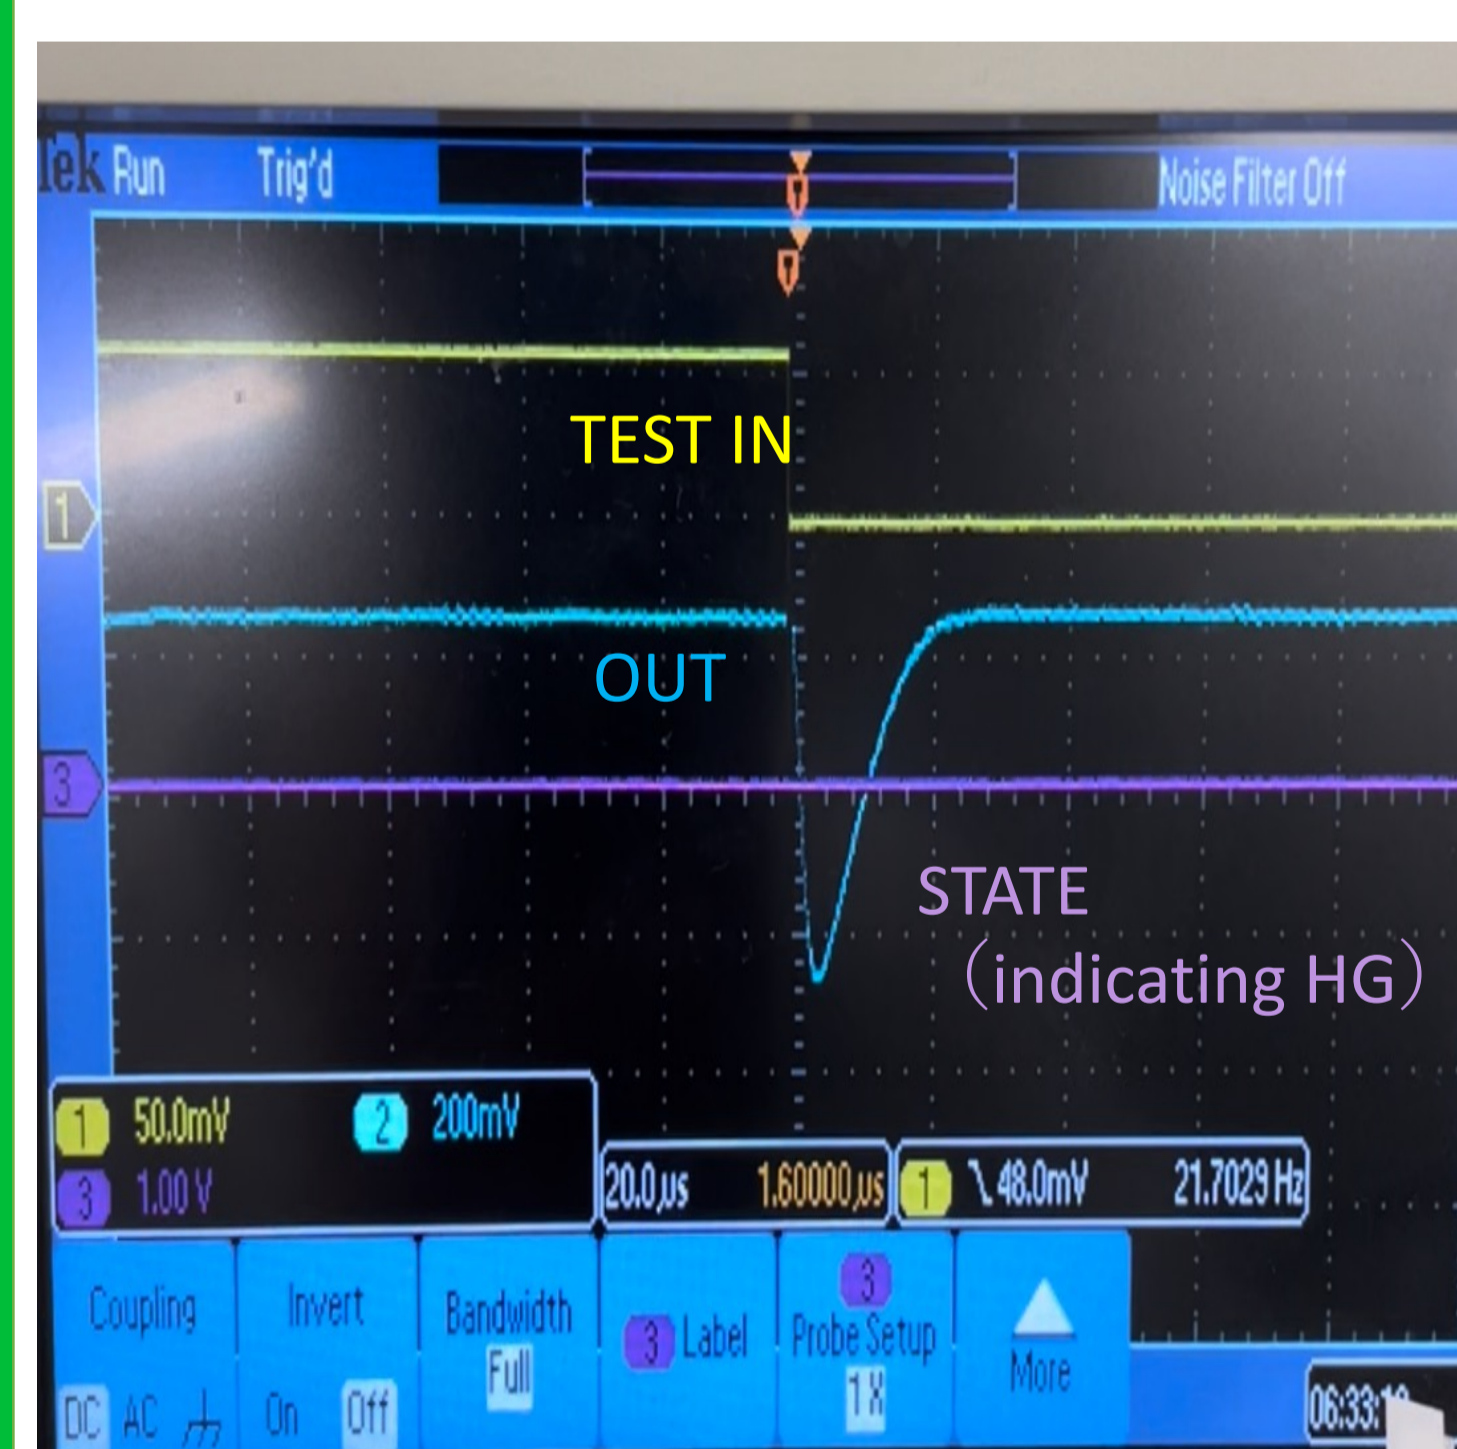 Tek Run Trig'd Noise Filter Off
T
T
TEST IN
1
OUT
3
STATE
（indicating HG）
1 50.0mV 2 200mV
3 1.00 V
20.0µs 1.60000µs
1 48.0mV 21.7029 Hz
Coupling
DC AC
Invert
On Off
Bandwidth
Full
3 Label
3
Probe Setup
1 X
More